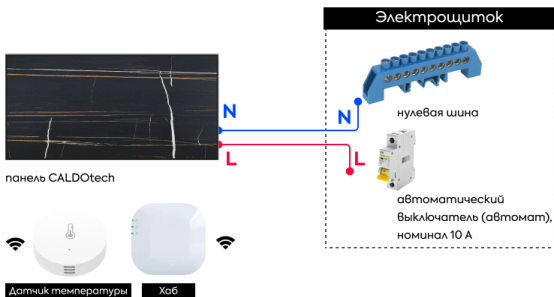 Электрощиток
N
N
нулевая шина
L
L
панель CALDOtech
автоматический
выключатель (автомат),
номинал 10 А
Датчик температуры
Хаб